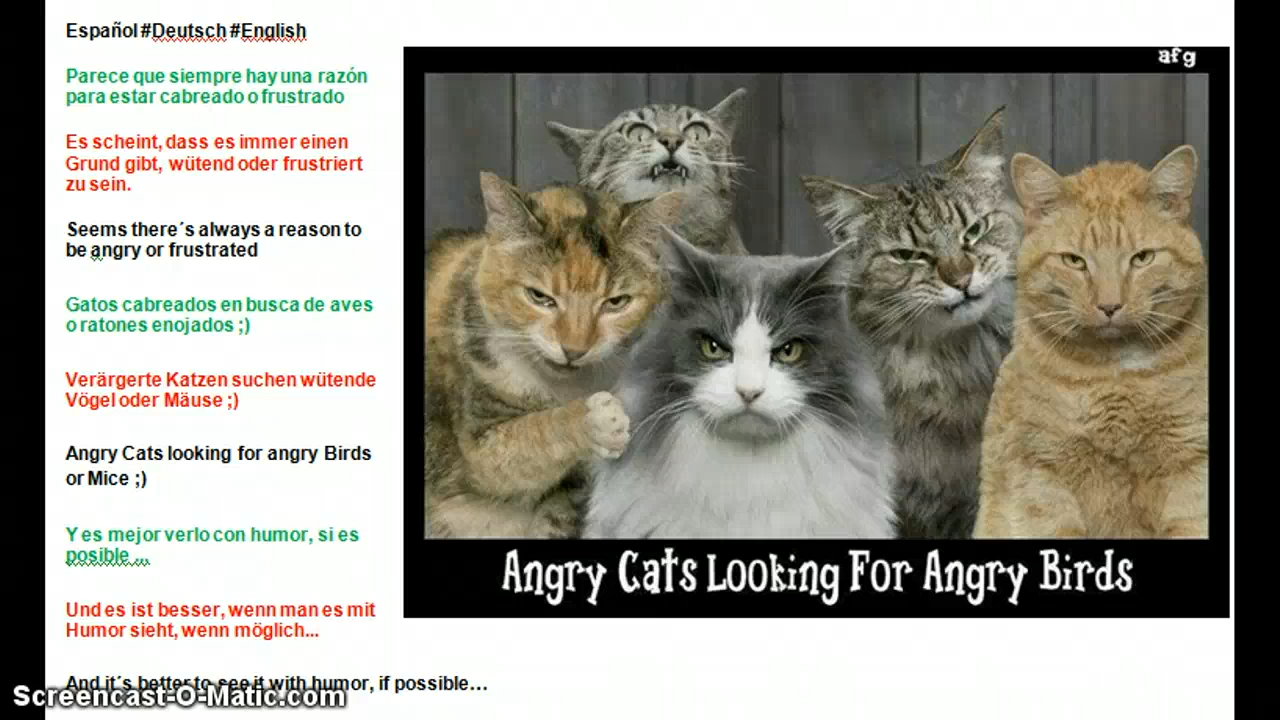 Español #Deutsch #English
Parece que siempre hay una razón
para estar cabreado o frustrado
Es scheint, dass es immer einen
Grund gibt, wütend oder frustriert
zu sein.
Seems there´s always a reason to
be angry or frustrated
Gatos cabreados en busca de aves
o ratones enojados ;)
Verärgerte Katzen suchen wütende
Vögel oder Mäuse ;)
Angry Cats looking for angry Birds
or Mice ;)
Y es mejor verlo con humor, si es
posible...
Und es ist besser, wenn man es mit
Humor sieht, wenn möglich...
And it´s better to see it with humor, if possible...
afg
Angry Cats Looking For Angry Birds
Screencast-O-Matic.com